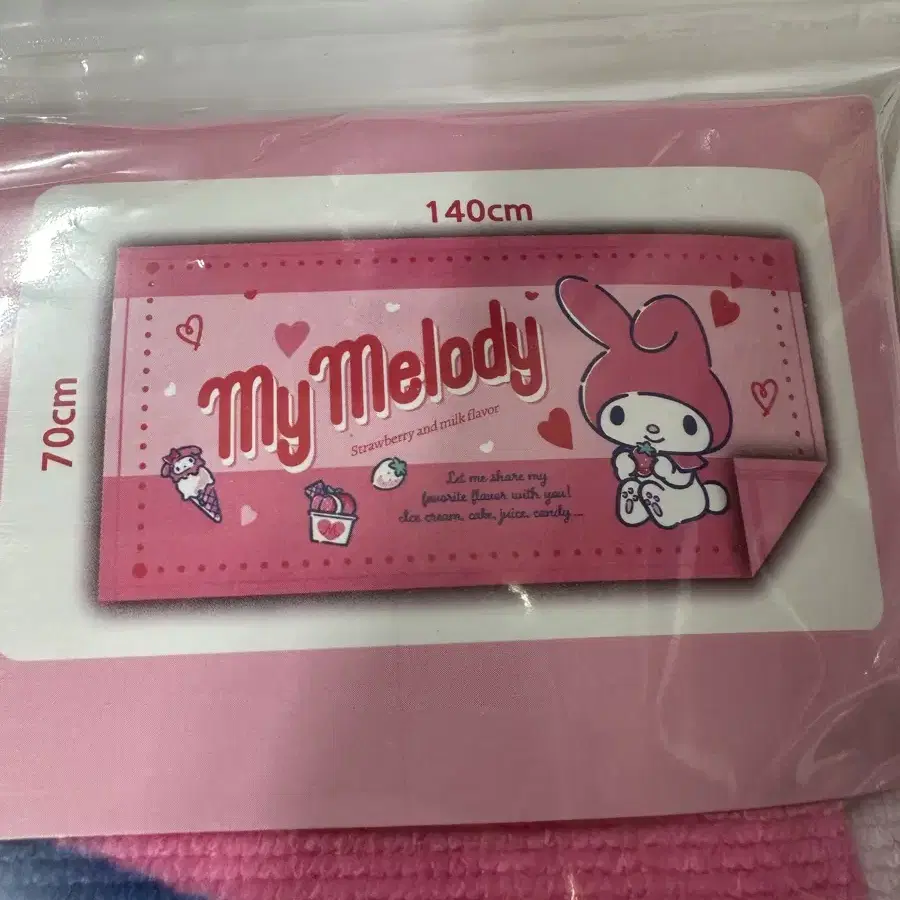 140cm
70cm
My Melody
Strawberry and milk flavor
Let me share my
favorite flavor with you!
Ice cream, cake, juice, candy...
M